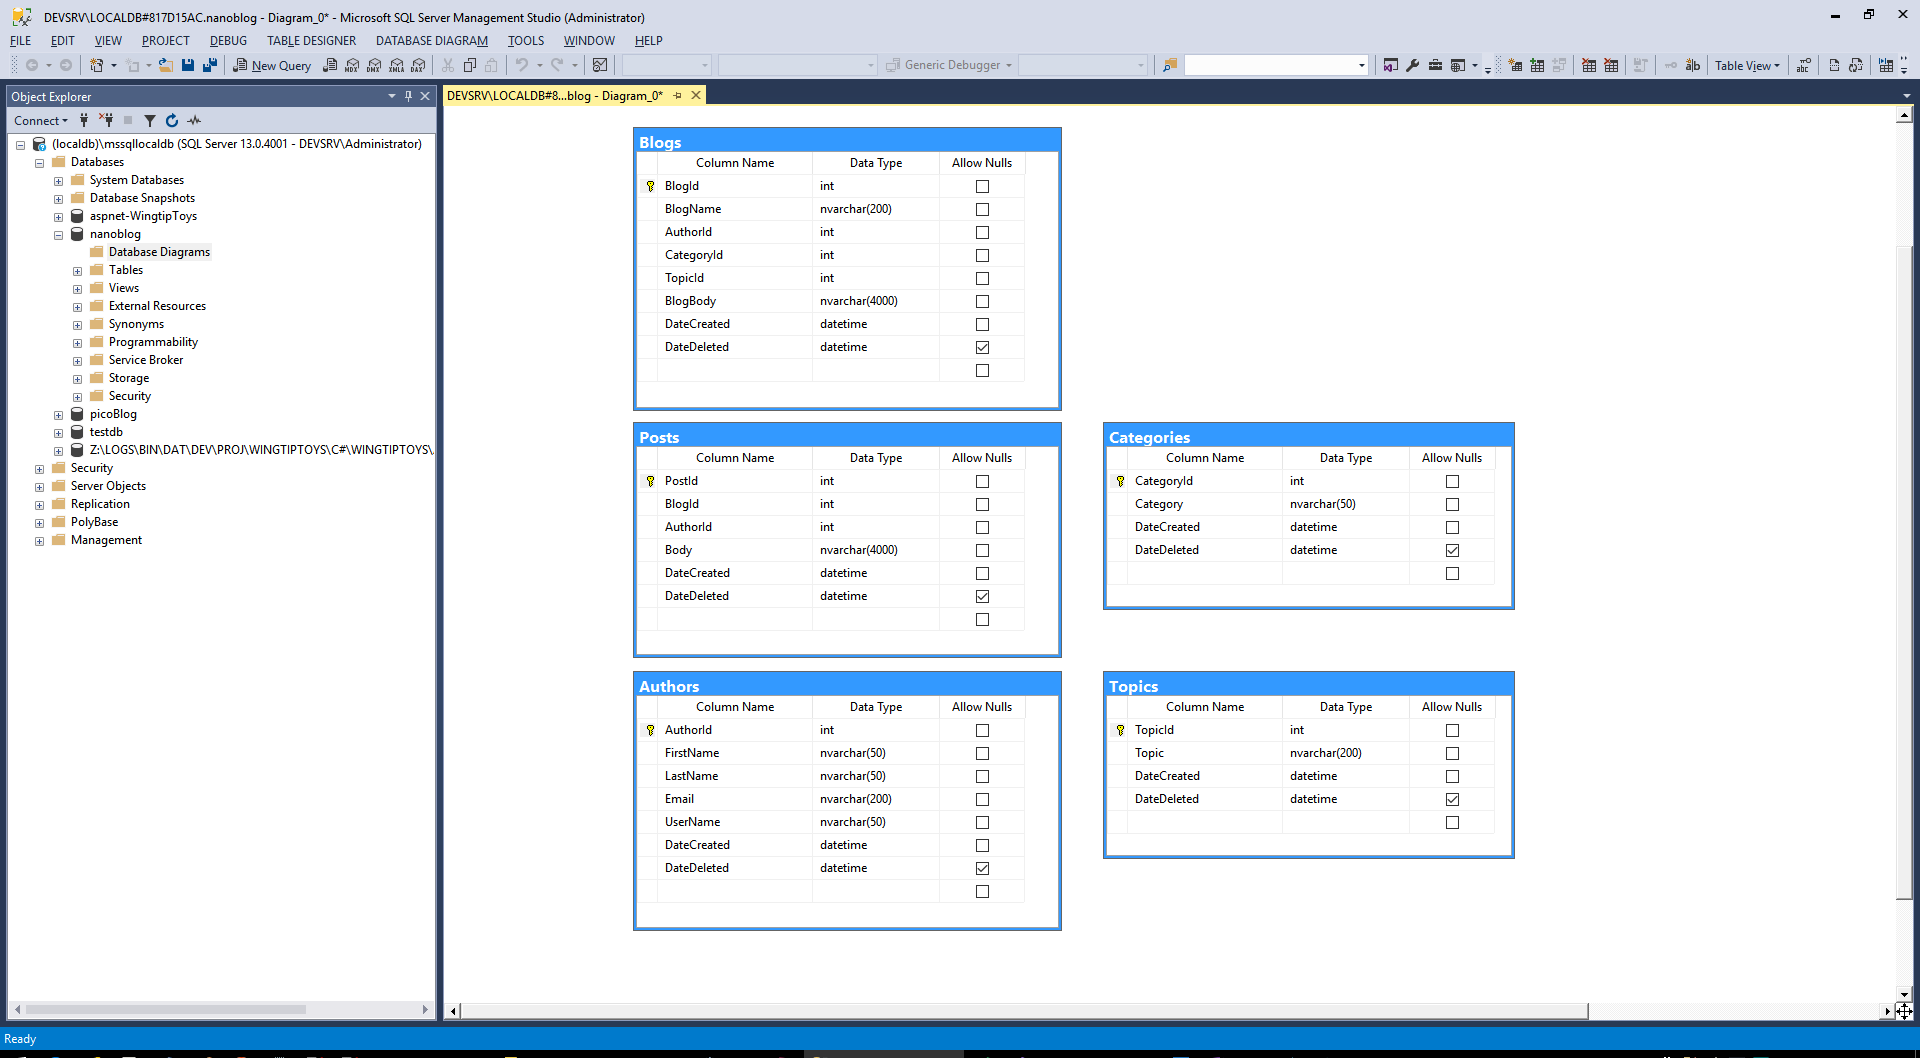 DEVSRV\LOCALDB#817D15AC.nanoblog - Diagram_0* - Microsoft SQL Server Management Studio (Administrator)
FILE EDIT VIEW PROJECT DEBUG TABLE DESIGNER DATABASE DIAGRAM TOOLS WINDOW HELP
New Query MDX DMX XMLA DAX Generic Debugger Table View
Object Explorer
Connect
(localdb)\mssqllocaldb (SQL Server 13.0.4001 - DEVSRV\Administrator)
Databases
System Databases
Database Snapshots
aspnet-WingtipToys
nanoblog
Database Diagrams
Tables
Views
External Resources
Synonyms
Programmability
Service Broker
Storage
Security
picoBlog
testdb
Z:\LOGS\BIN\DAT\DEV\PROJ\WINGTIPTOYS\C#\WINGTIPTOYS\
Security
Server Objects
Replication
PolyBase
Management
DEVSRV\LOCALDB#8...blog - Diagram_0*
Blogs
Column Name Data Type Allow Nulls
BlogId int
BlogName nvarchar(200)
AuthorId int
CategoryId int
TopicId int
BlogBody nvarchar(4000)
DateCreated datetime
DateDeleted datetime
Posts
Column Name Data Type Allow Nulls
PostId int
BlogId int
AuthorId int
Body nvarchar(4000)
DateCreated datetime
DateDeleted datetime
Categories
Column Name Data Type Allow Nulls
CategoryId int
Category nvarchar(50)
DateCreated datetime
DateDeleted datetime
Authors
Column Name Data Type Allow Nulls
AuthorId int
FirstName nvarchar(50)
LastName nvarchar(50)
Email nvarchar(200)
UserName nvarchar(50)
DateCreated datetime
DateDeleted datetime
Topics
Column Name Data Type Allow Nulls
TopicId int
Topic nvarchar(200)
DateCreated datetime
DateDeleted datetime
Ready